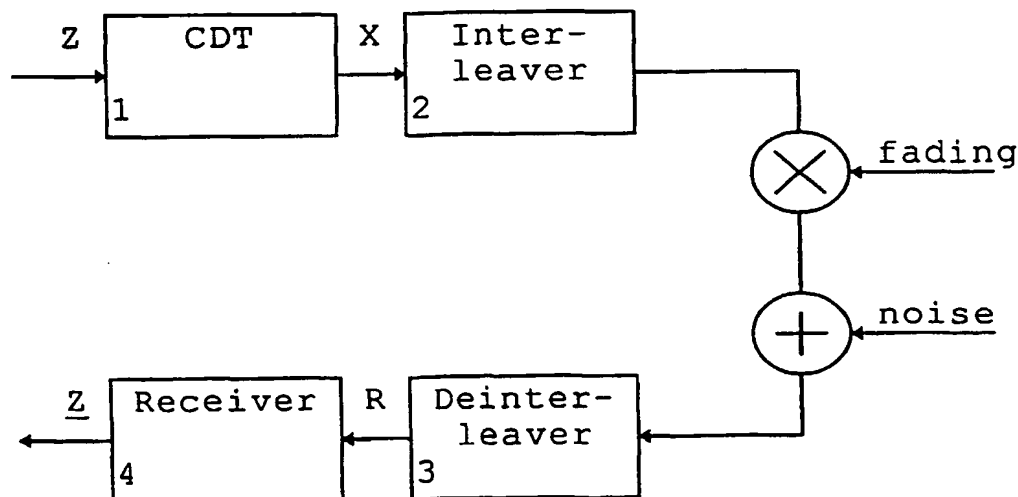 Z
CDT
1
X
Inter-
leaver
2
fading
noise
Z
Receiver
4
R
Deinter-
leaver
3